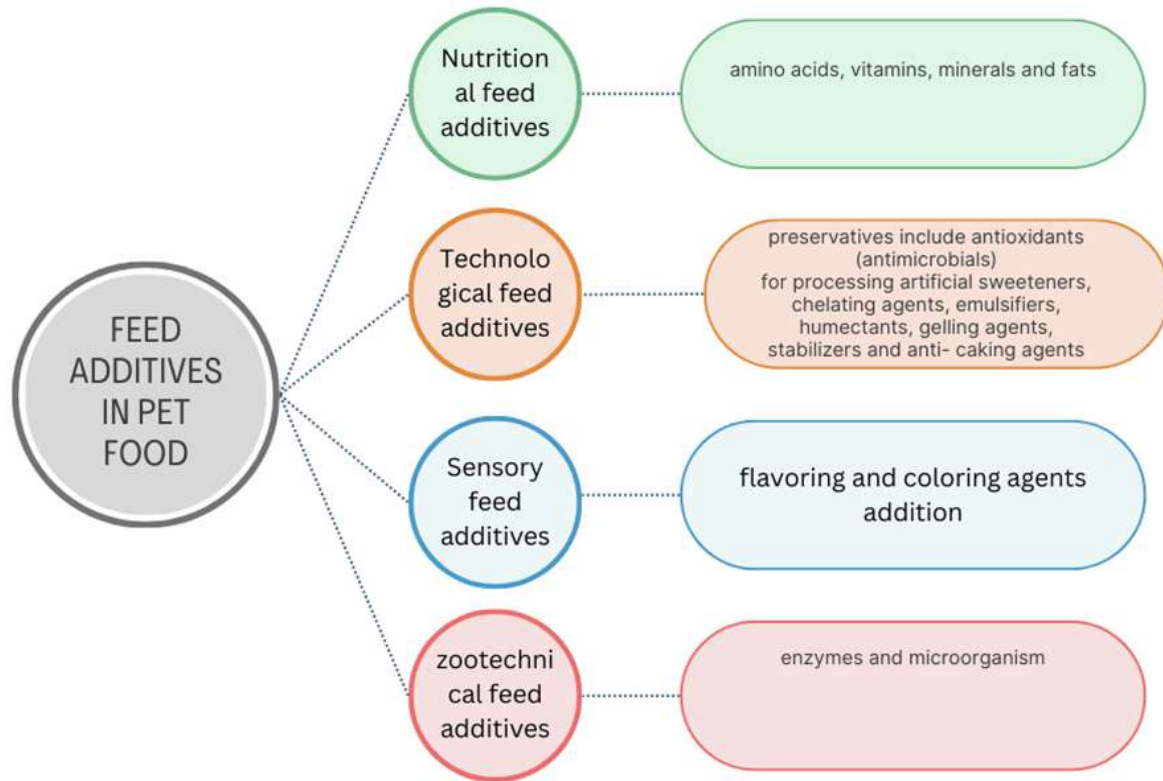 FEED
ADDITIVES
IN PET
FOOD
Nutrition
al feed
additives
amino acids, vitamins, minerals and fats
Technolo
gical feed
additives
preservatives include antioxidants
(antimicrobials)
for processing artificial sweeteners,
chelating agents, emulsifiers,
humectants, gelling agents,
stabilizers and anti- caking agents
Sensory
feed
additives
flavoring and coloring agents
addition
zootechni
cal feed
additives
enzymes and microorganism